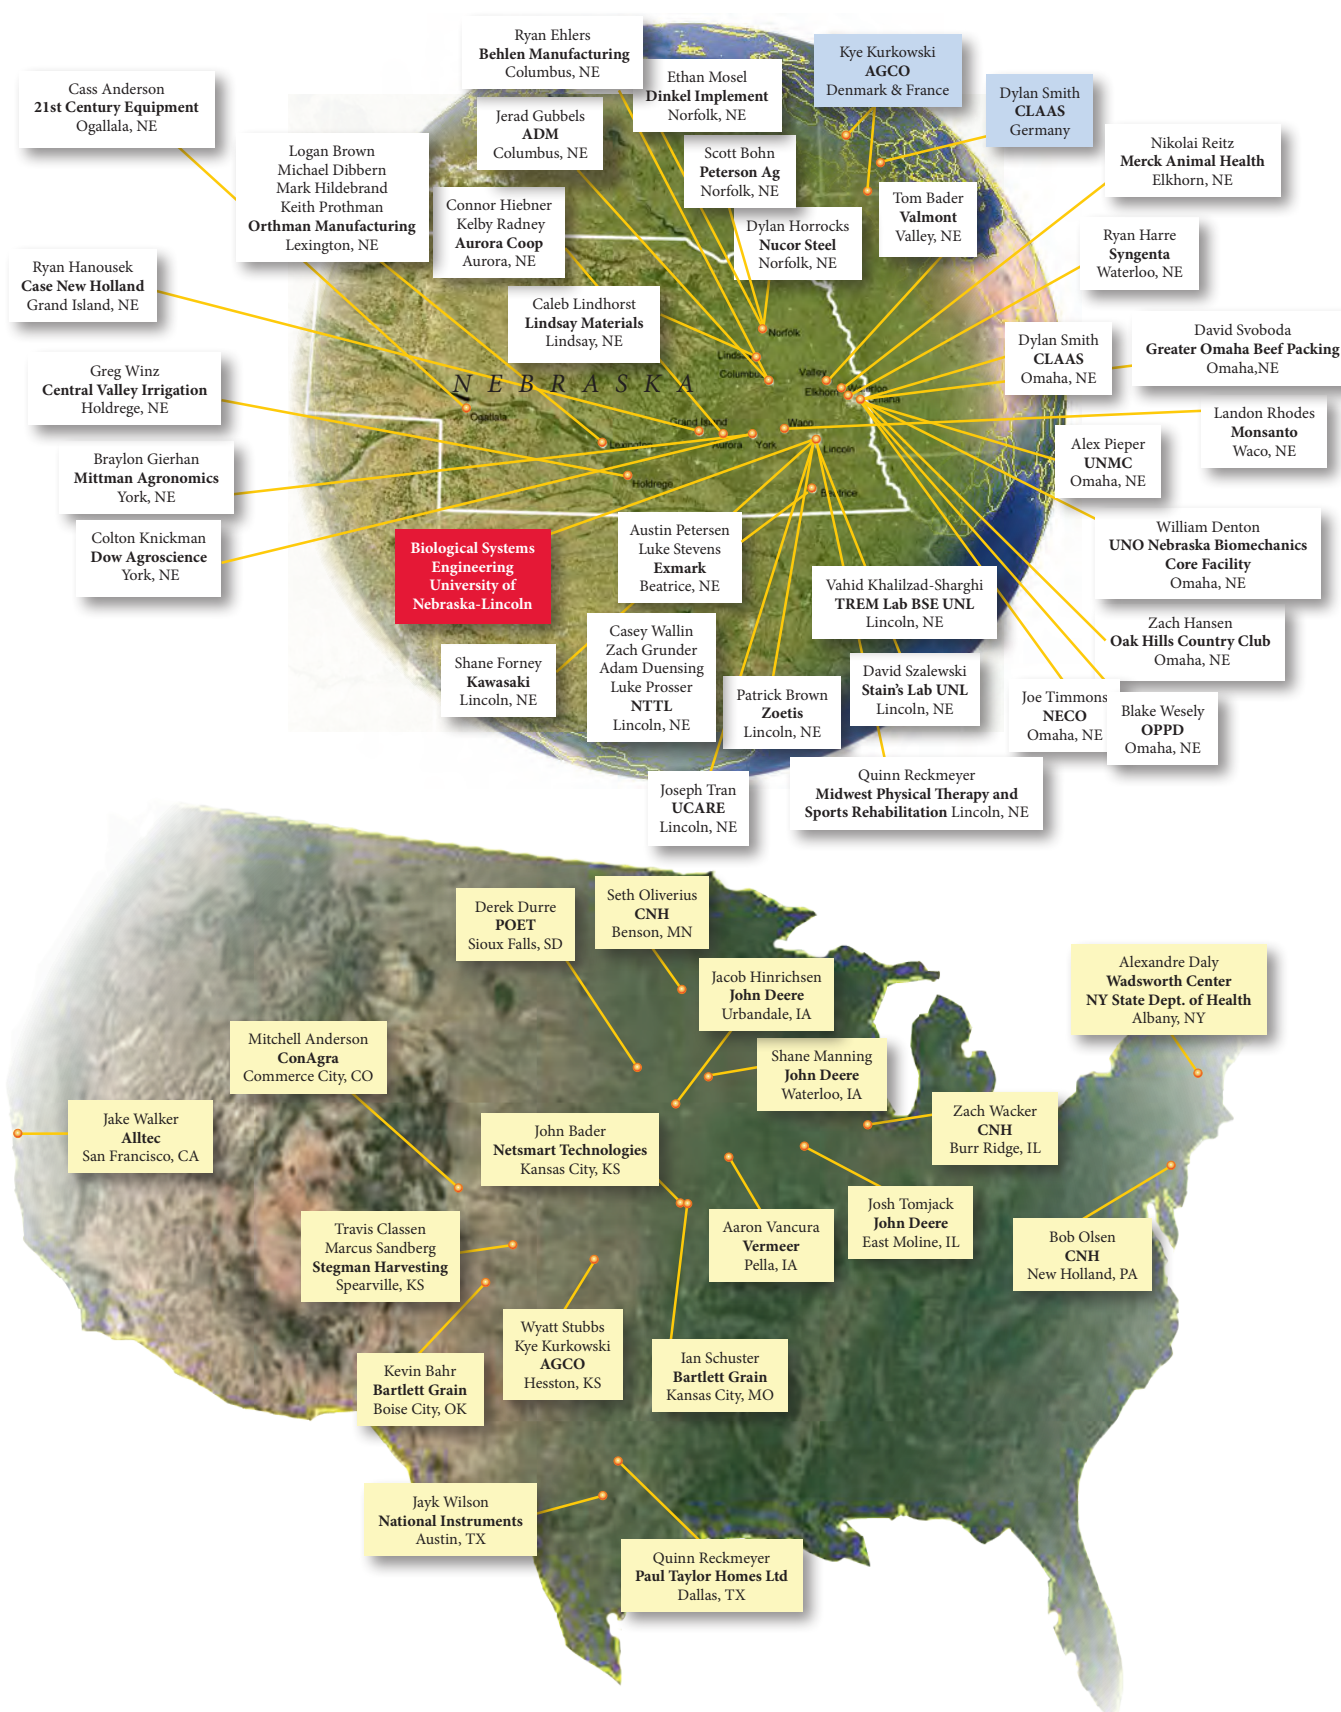 Ryan Ehlers
Behlen Manufacturing
Columbus, NE
Kye Kurkowski
AGCO
Denmark & France
Ethan Mosel
Dinkel Implement
Norfolk, NE
Cass Anderson
21st Century Equipment
Ogallala, NE
Dylan Smith
CLAAS
Germany
Jerad Gubbels
ADM
Columbus, NE
Nikolai Reitz
Merck Animal Health
Elkhorn, NE
Logan Brown
Michael Dibbern
Mark Hildebrand
Keith Prothman
Orthman Manufacturing
Lexington, NE
Scott Bohn
Peterson Ag
Norfolk, NE
Tom Bader
Valmont
Valley, NE
Connor Hiebner
Kelby Radney
Aurora Coop
Aurora, NE
Dylan Horrocks
Nucor Steel
Norfolk, NE
Ryan Harre
Syngenta
Waterloo, NE
Ryan Hanousek
Case New Holland
Grand Island, NE
Caleb Lindhorst
Lindsay Materials
Lindsay, NE
Dylan Smith
CLAAS
Omaha, NE
David Svoboda
Greater Omaha Beef Packing
Omaha,NE
Greg Winz
Central Valley Irrigation
Holdrege, NE
NEBRASKA
Norfolk
Valley
Elkhorn
Ogallala
Grand Island
Aurora
York
Waco
Lincoln
Lexington
Holdrege
Beatrice
Landon Rhodes
Monsanto
Waco, NE
Alex Pieper
UNMC
Omaha, NE
Braylon Gierhan
Mittman Agronomics
York, NE
Colton Knickman
Dow Agroscience
York, NE
Biological Systems
Engineering
University of
Nebraska-Lincoln
Austin Petersen
Luke Stevens
Exmark
Beatrice, NE
William Denton
UNO Nebraska Biomechanics
Core Facility
Omaha, NE
Vahid Khalilzad-Sharghi
TREM Lab BSE UNL
Lincoln, NE
Casey Wallin
Zach Grunder
Adam Duensing
Luke Prosser
NTTL
Lincoln, NE
Zach Hansen
Oak Hills Country Club
Omaha, NE
Shane Forney
Kawasaki
Lincoln, NE
Patrick Brown
Zoetis
Lincoln, NE
David Szalewski
Stain's Lab UNL
Lincoln, NE
Joe Timmons
NECO
Omaha, NE
Blake Wesely
OPPD
Omaha, NE
Joseph Tran
UCARE
Lincoln, NE
Quinn Reckmeyer
Midwest Physical Therapy and
Sports Rehabilitation Lincoln, NE
Derek Durre
POET
Sioux Falls, SD
Seth Oliverius
CNH
Benson, MN
Jacob Hinrichsen
John Deere
Urbandale, IA
Alexandre Daly
Wadsworth Center
NY State Dept. of Health
Albany, NY
Mitchell Anderson
ConAgra
Commerce City, CO
Shane Manning
John Deere
Waterloo, IA
Jake Walker
Alltec
San Francisco, CA
John Bader
Netsmart Technologies
Kansas City, KS
Zach Wacker
CNH
Burr Ridge, IL
Travis Classen
Marcus Sandberg
Stegman Harvesting
Spearville, KS
Aaron Vancura
Vermeer
Pella, IA
Josh Tomjack
John Deere
East Moline, IL
Bob Olsen
CNH
New Holland, PA
Wyatt Stubbs
Kye Kurkowski
AGCO
Hesston, KS
Kevin Bahr
Bartlett Grain
Boise City, OK
Ian Schuster
Bartlett Grain
Kansas City, MO
Jayk Wilson
National Instruments
Austin, TX
Quinn Reckmeyer
Paul Taylor Homes Ltd
Dallas, TX